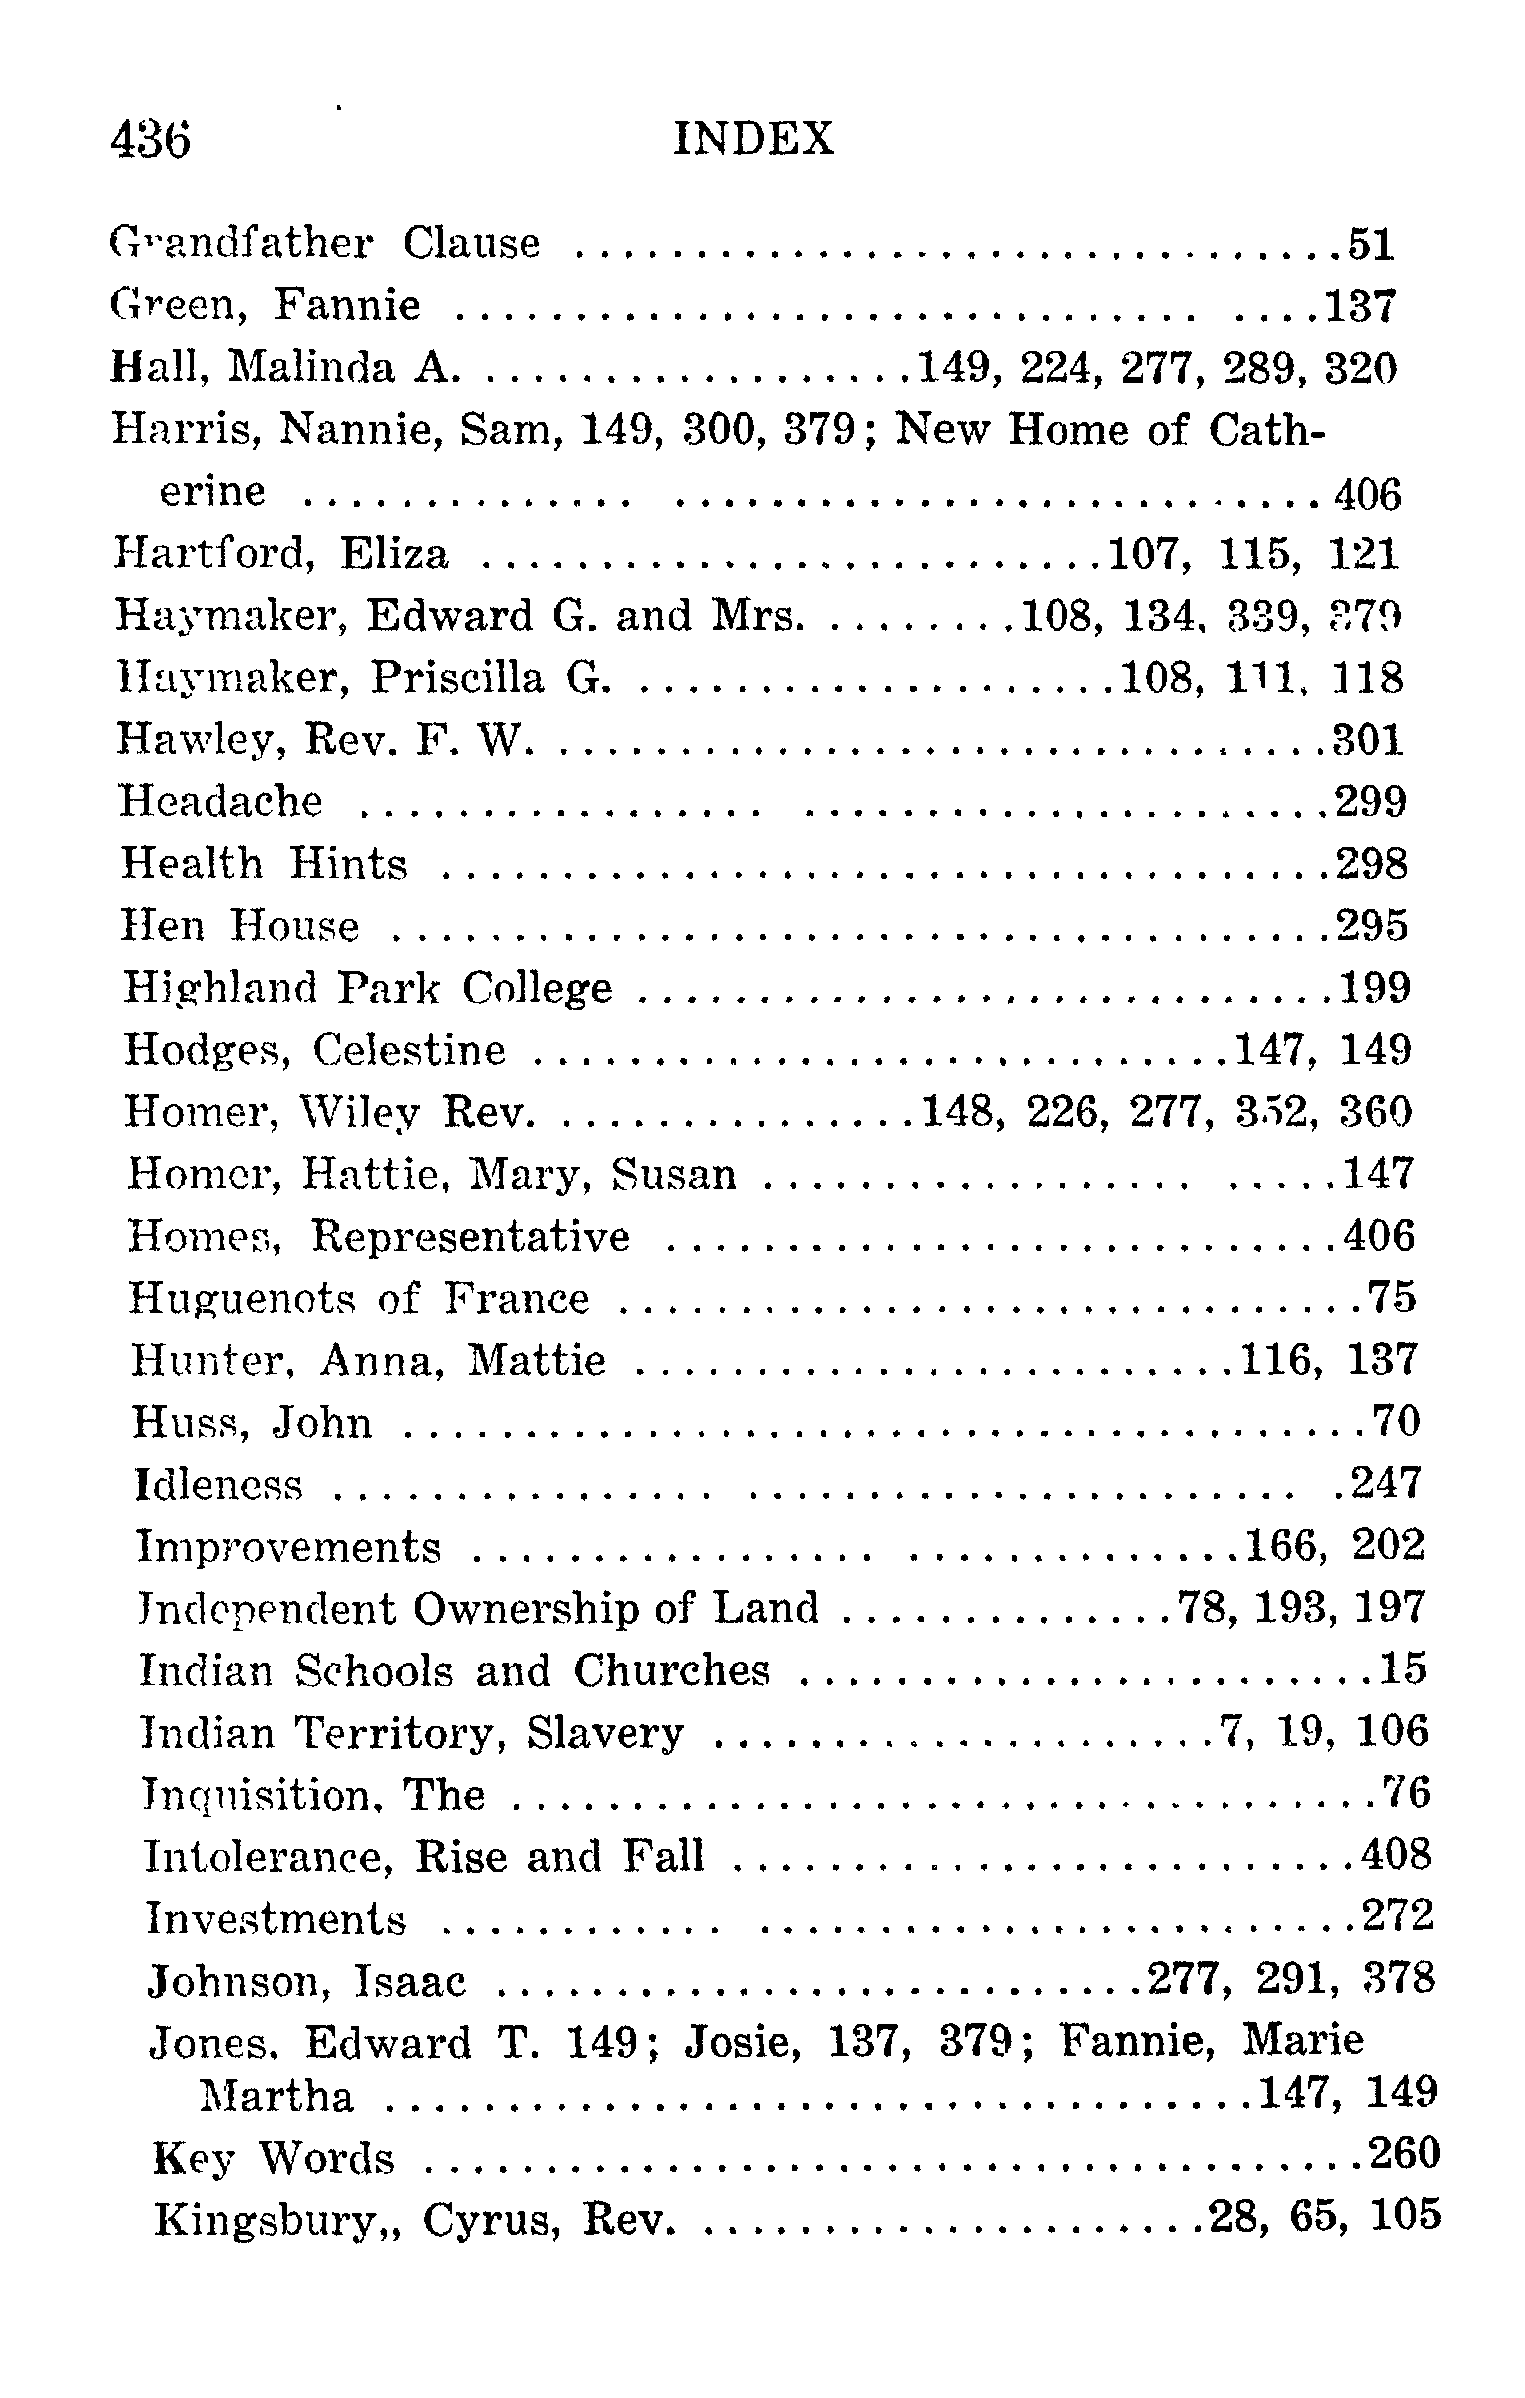 436 INDEX
Grandfather Clause ................................51
Green, Fannie ...................................137
Hall, Malinda A. ..................149, 224, 277, 289, 320
Harris, Nannie, Sam, 149, 300, 379; New Home of Cath-
erine .........................................406
Hartford, Eliza ..........................107, 115, 121
Haymaker, Edward G. and Mrs. ........108, 134, 339, 379
Haymaker, Priscilla G. ....................108, 111, 118
Hawley, Rev. F. W. ................................301
Headache .......................................299
Health Hints .....................................298
Hen House .......................................295
Highland Park College .............................199
Hodges, Celestine .............................147, 149
Homer, Wiley Rev. ...............148, 226, 277, 352, 360
Homer, Hattie, Mary, Susan .......................147
Homes, Representative ............................406
Huguenots of France ...............................75
Hunter, Anna, Mattie .........................116, 137
Huss, John ........................................70
Idleness ........................................247
Improvements ...............................166, 202
Independent Ownership of Land ..............78, 193, 197
Indian Schools and Churches ........................15
Indian Territory, Slavery .....................7, 19, 106
Inquisition, The ....................................76
Intolerance, Rise and Fall ..........................408
Investments .....................................272
Johnson, Isaac ...........................277, 291, 378
Jones, Edward T. 149; Josie, 137, 379; Fannie, Marie
Martha ....................................147, 149
Key Words .......................................260
Kingsbury,, Cyrus, Rev. .....................28, 65, 105